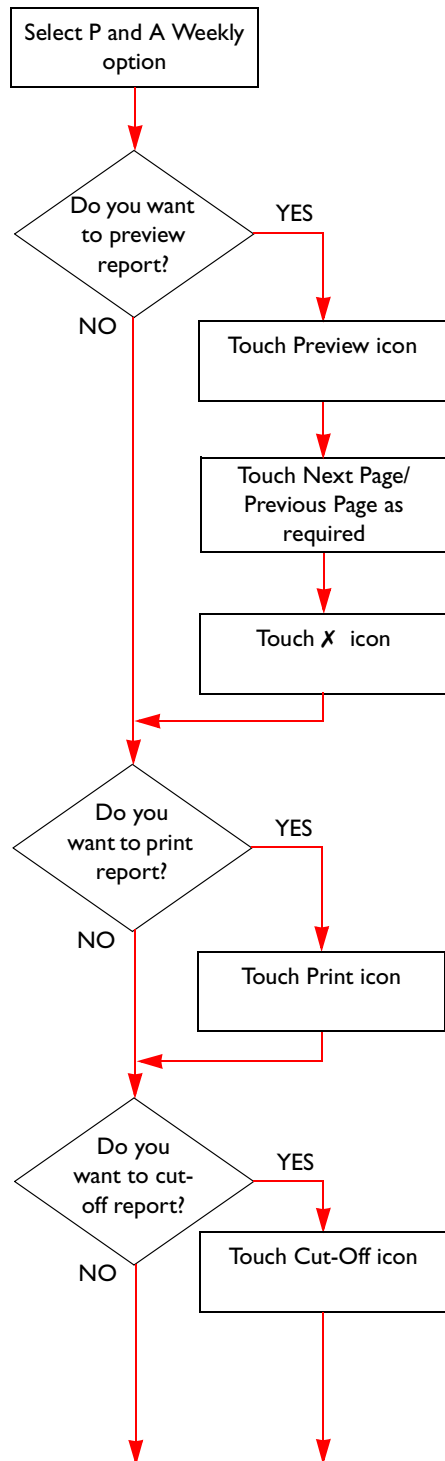 Select P and A Weekly
option
Do you want
to preview
report?
YES
NO
Touch Preview icon
Touch Next Page/
Previous Page as
required
Touch ✗ icon
Do you
want to print
report?
YES
NO
Touch Print icon
Do you
want to cut-
off report?
YES
NO
Touch Cut-Off icon